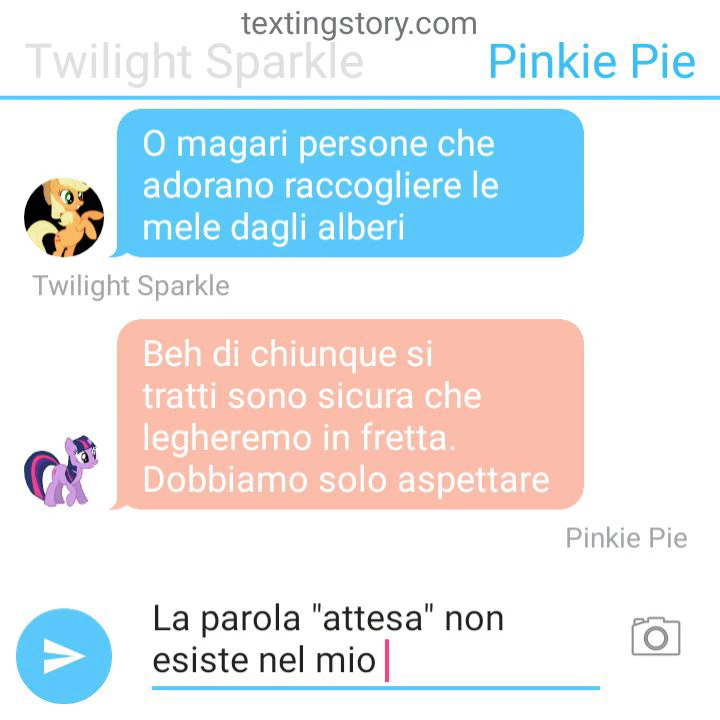 textingstory.com
Twilight Sparkle
Pinkie Pie
O magari persone che
adorano raccogliere le
mele dagli alberi
Twilight Sparkle
Beh di chiunque si
tratti sono sicura che
legheremo in fretta.
Dobbiamo solo aspettare
Pinkie Pie
La parola "attesa" non
esiste nel mio